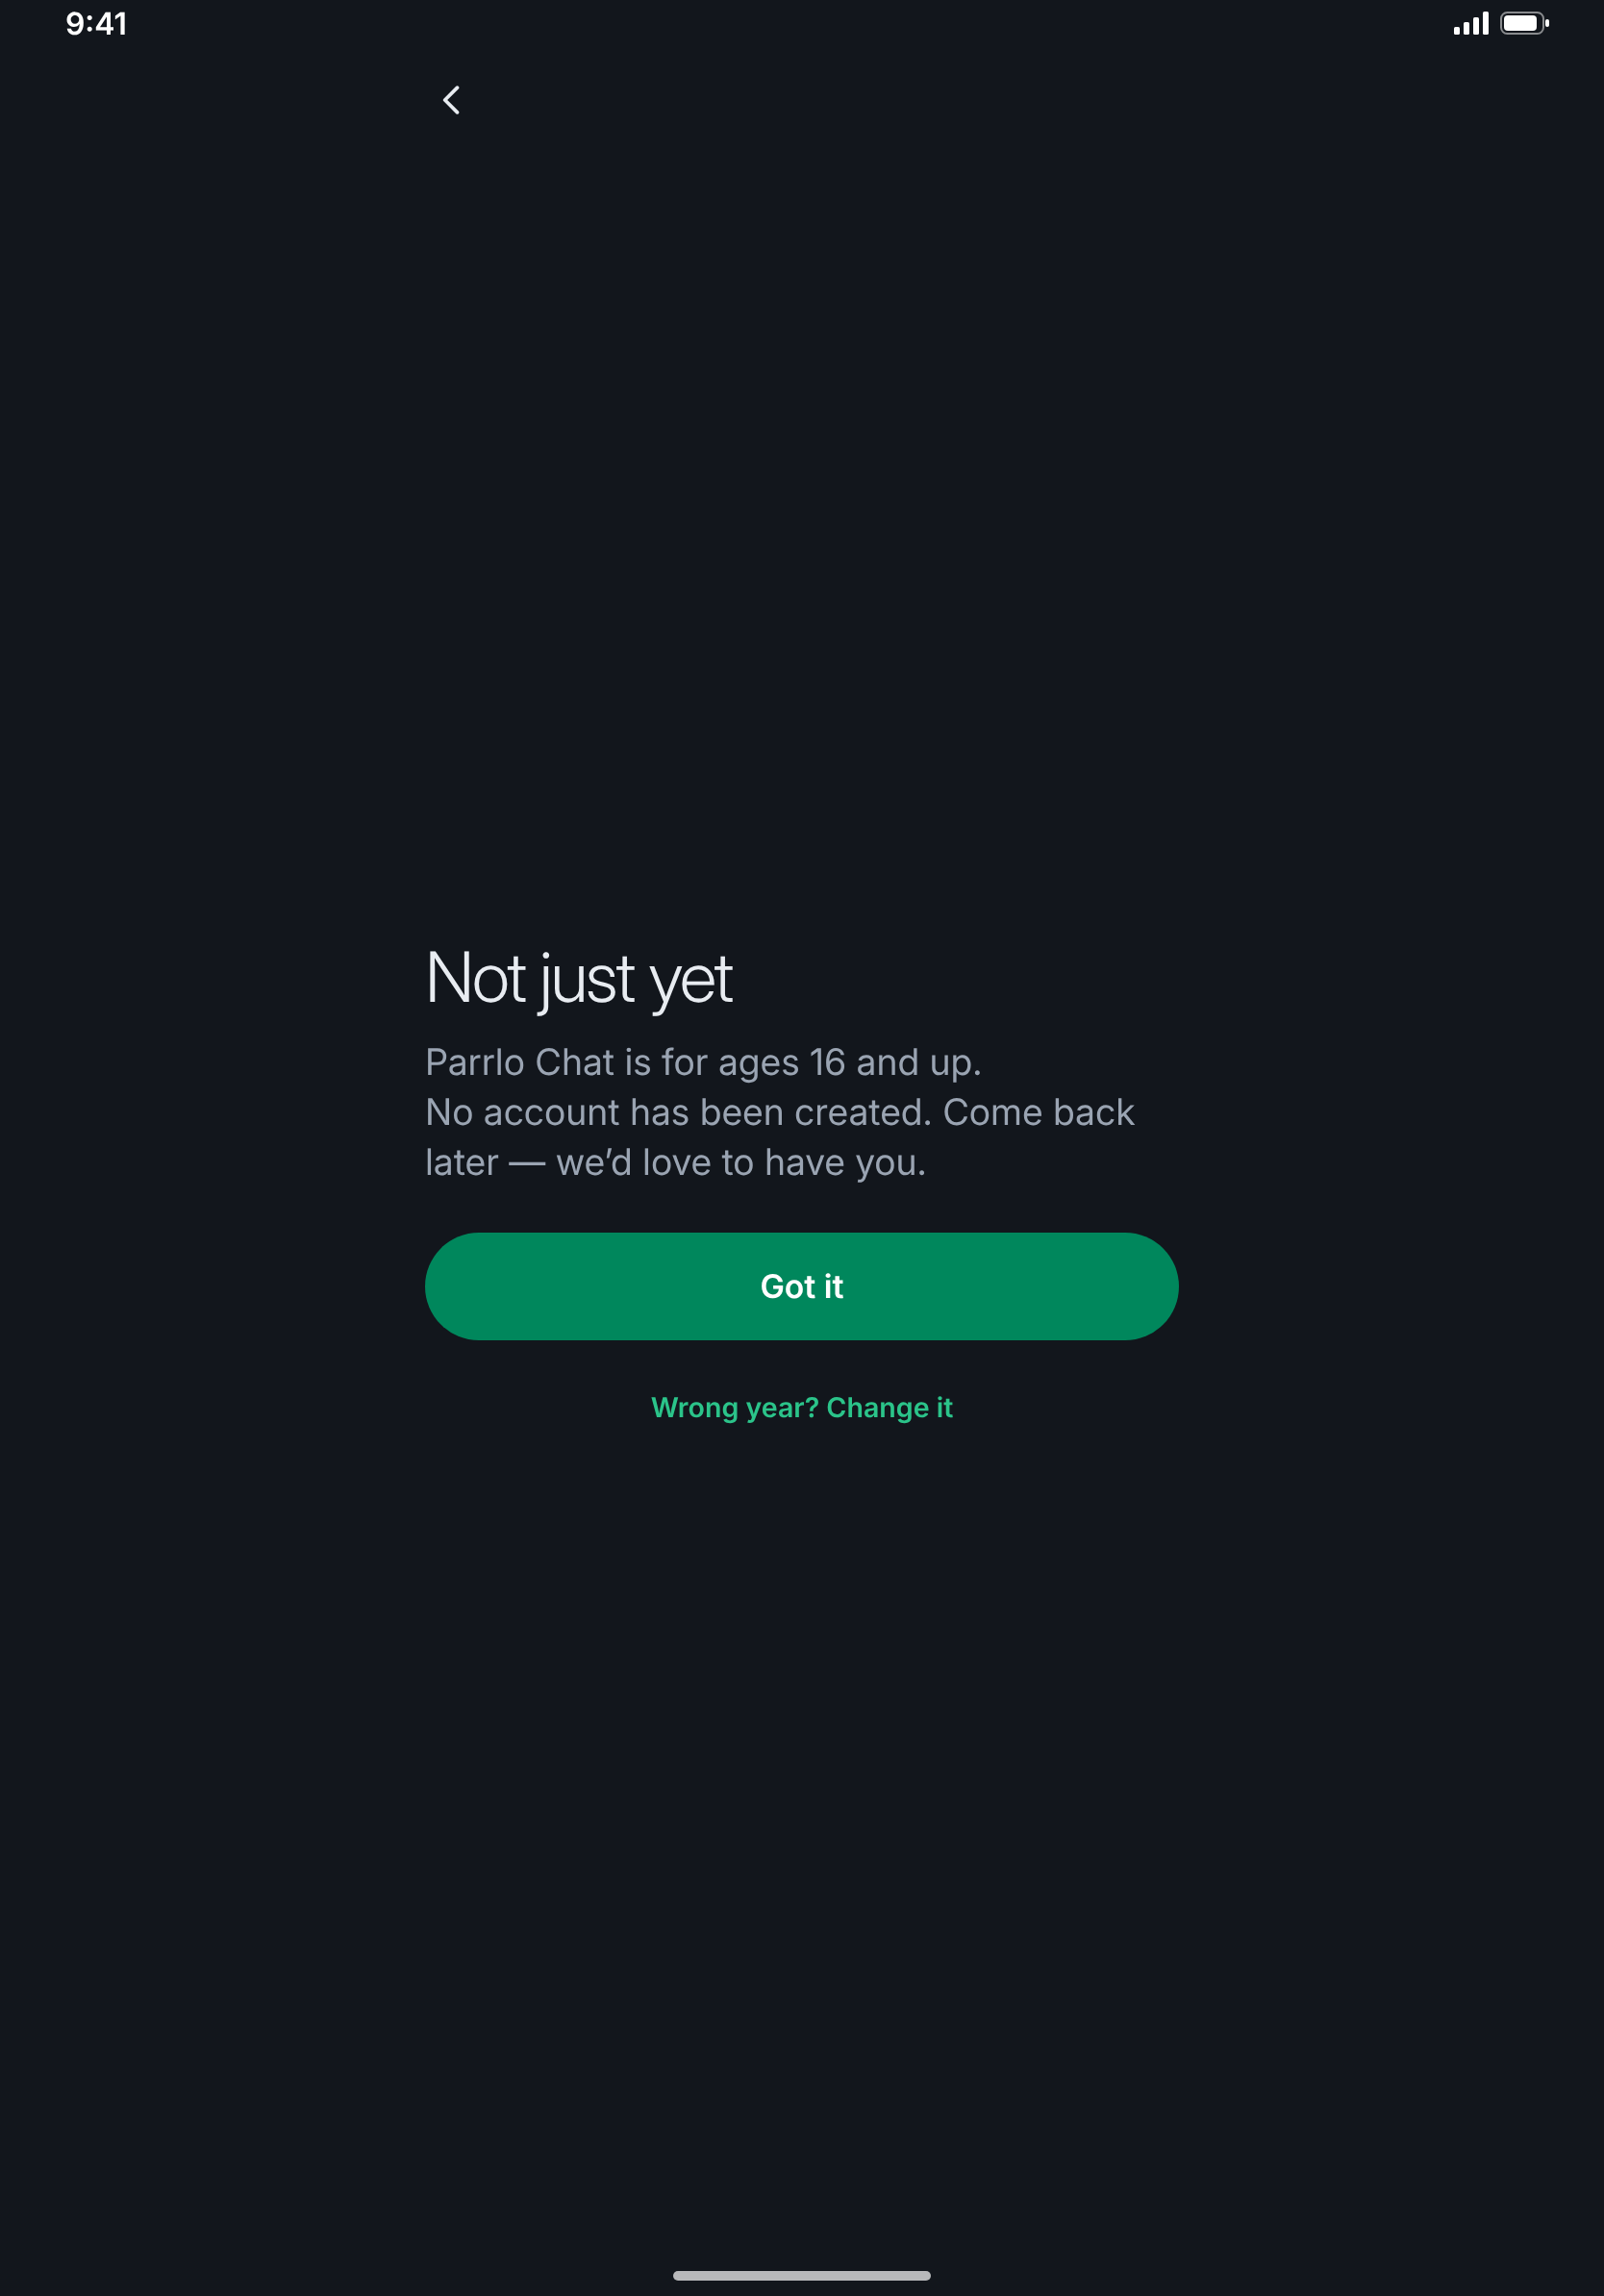 9:41
Not just yet
Parrlo Chat is for ages 16 and up.
No account has been created. Come back
later — we’d love to have you.
Got it
Wrong year? Change it